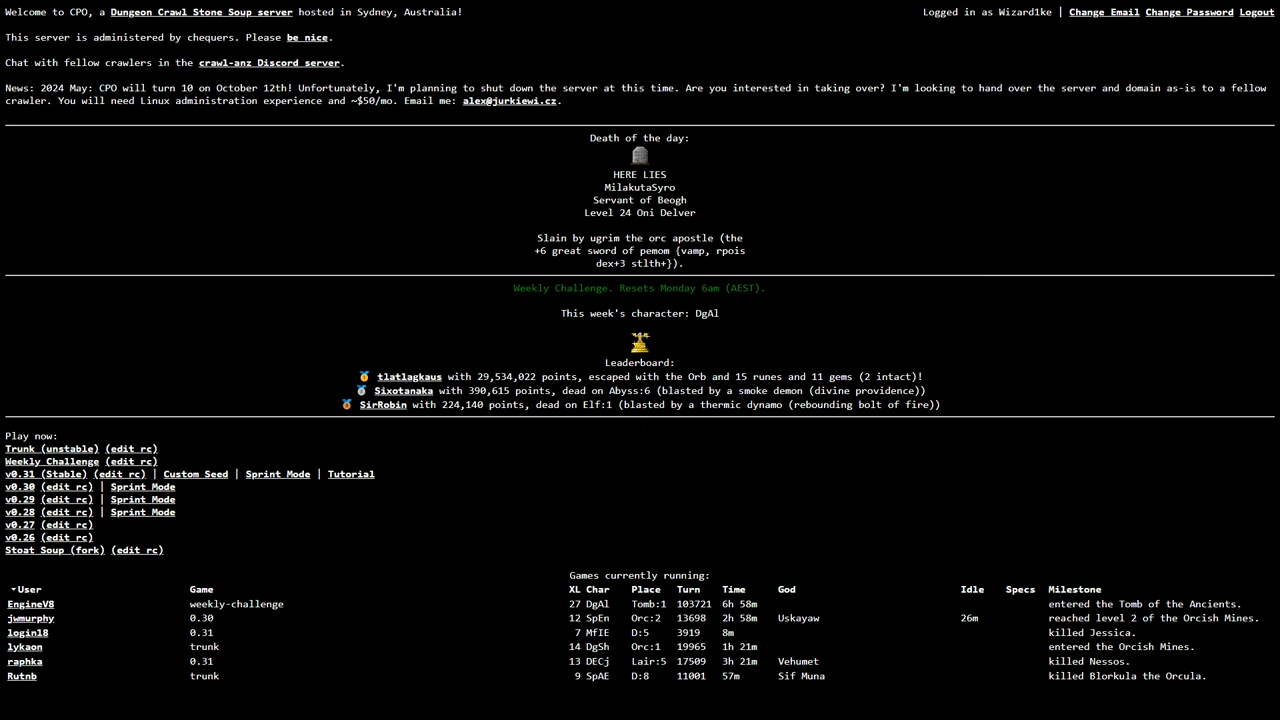 Welcome to CPO, a Dungeon Crawl Stone Soup server hosted in Sydney, Australia!
Logged in as Wizard1ke | Change Email Change Password Logout
This server is administered by chequers. Please be nice.
Chat with fellow crawlers in the crawl-anz Discord server.
News: 2024 May: CPO will turn 10 on October 12th! Unfortunately, I'm planning to shut down the server at this time. Are you interested in taking over? I'm looking to hand over the server and domain as-is to a fellow
crawler. You will need Linux administration experience and ~$50/mo. Email me: alex@jurkiewi.cz.
Death of the day:
HERE LIES
MilakutaSyro
Servant of Beogh
Level 24 Oni Delver
Slain by ugrim the orc apostle (the
+6 great sword of pemom {vamp, rpois
dex+3 stlth+}).
Weekly Challenge. Resets Monday 6am (AEST).
This week's character: DgAl
Leaderboard:
tlatlagkaus with 29,534,022 points, escaped with the Orb and 15 runes and 11 gems (2 intact)!
Sixotanaka with 390,615 points, dead on Abyss:6 (blasted by a smoke demon (divine providence))
SirRobin with 224,140 points, dead on Elf:1 (blasted by a thermic dynamo (rebounding bolt of fire))
Play now:
Trunk (unstable) (edit rc)
Weekly Challenge (edit rc)
v0.31 (Stable) (edit rc) | Custom Seed | Sprint Mode | Tutorial
v0.30 (edit rc) | Sprint Mode
v0.29 (edit rc) | Sprint Mode
v0.28 (edit rc) | Sprint Mode
v0.27 (edit rc)
v0.26 (edit rc)
Stoat Soup (fork) (edit rc)
Games currently running:
User Game XL Char Place Turn Time God Idle Specs Milestone
EngineV8 weekly-challenge 27 DgAl Tomb:1 103721 6h 58m entered the Tomb of the Ancients.
jwmurphy 0.30 12 SpEn Orc:2 13698 2h 58m Uskayaw 26m reached level 2 of the Orcish Mines.
login18 0.31 7 MfIE D:5 3919 8m killed Jessica.
lykaon trunk 14 DgSh Orc:1 19965 1h 21m entered the Orcish Mines.
raphka 0.31 13 DECj Lair:5 17509 3h 21m Vehumet killed Nessos.
Rutnb trunk 9 SpAE D:8 11001 57m Sif Muna killed Blorkula the Orcula.